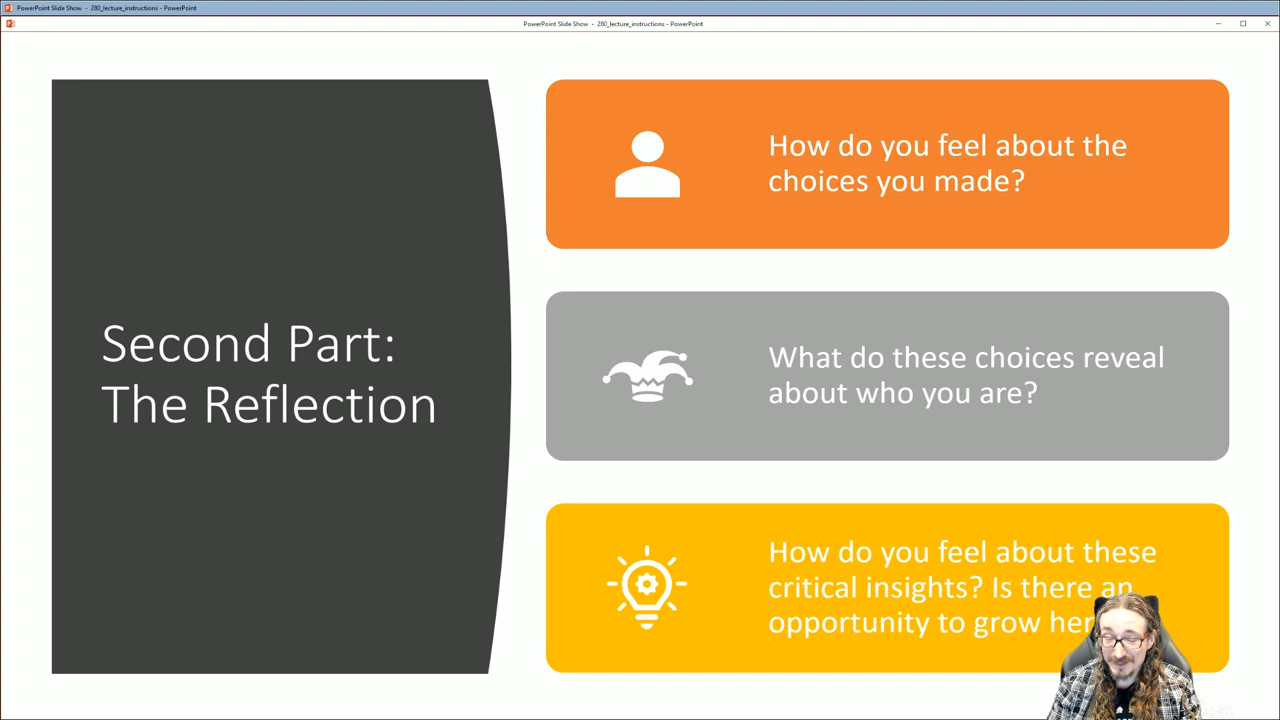 PowerPoint Slide Show - 280_lecture_instructions - PowerPoint
PowerPoint Slide Show - 280_lecture_instructions - PowerPoint
Second Part:
The Reflection
How do you feel about the
choices you made?
What do these choices reveal
about who you are?
How do you feel about these
critical insights? Is there an
opportunity to grow